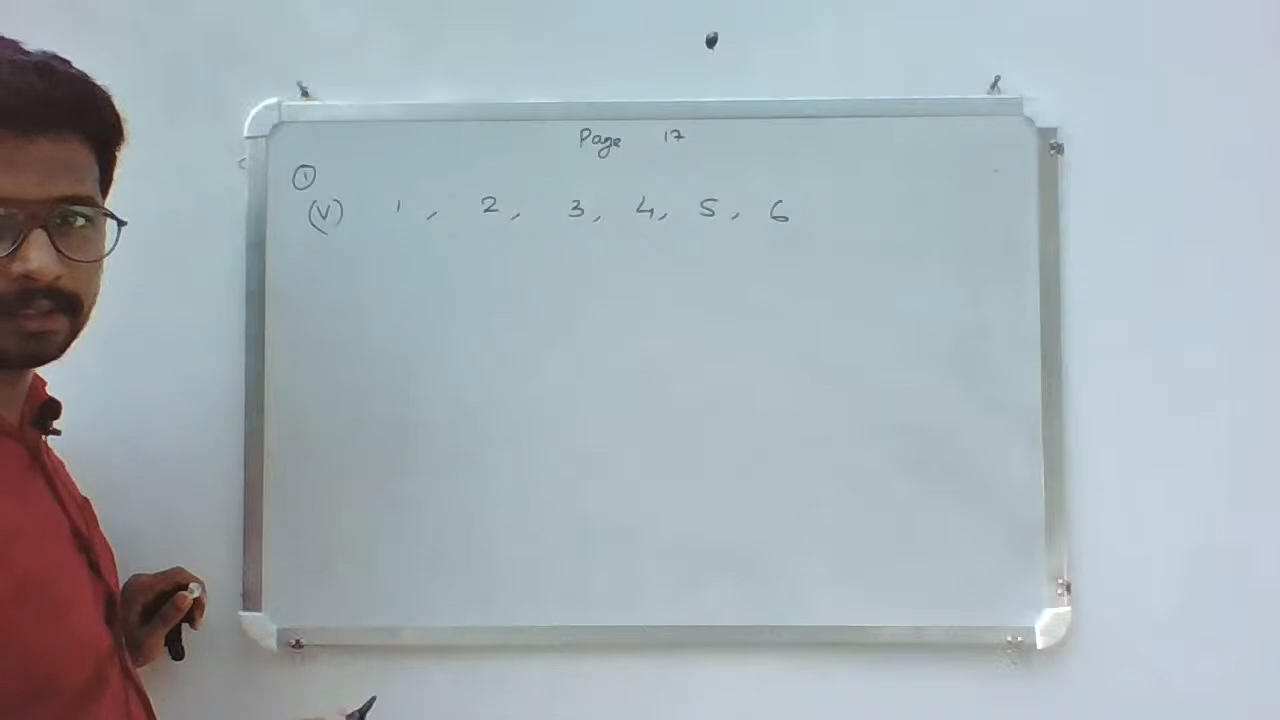 Page 17
①
(V) 1 , 2 , 3 , 4 , 5 , 6